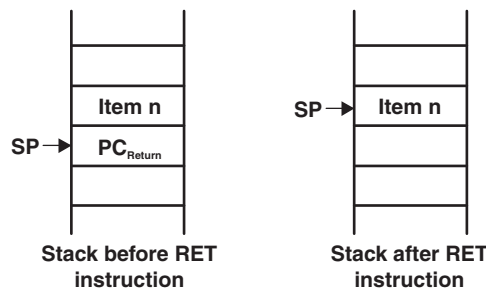 Item n
SP
PCReturn
Stack before RET
instruction
SP
Item n
Stack after RET
instruction